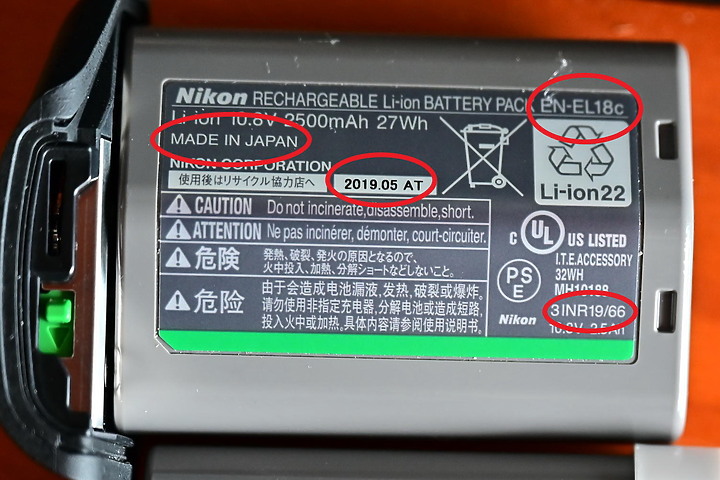 Nikon RECHARGEABLE Li-ion BATTERY PACK EN-EL18c
Li-ion 10.8V 2500mAh 27Wh
MADE IN JAPAN
NIKON CORPORATION
使用後はリサイクル協力店へ 2019.05 AT
Li-ion22
CAUTION Do not incinerate,disassemble,short.
ATTENTION Ne pas incinérer, démonter, court-circuiter.
危険 発熱、破裂、発火の原因となるので、
火中投入、加熱、分解ショートなどしないこと。
危险 由于会造成电池漏液，发热，破裂或爆炸。
请勿使用非指定充电器，分解电池或造成短路，
投入火中或加热。具体内容请参阅使用说明书。
C UL US LISTED
I.T.E.ACCESSORY
32WH
MH10188
PS
E
Nikon
3INR19/66
10.8V 2.5Ah